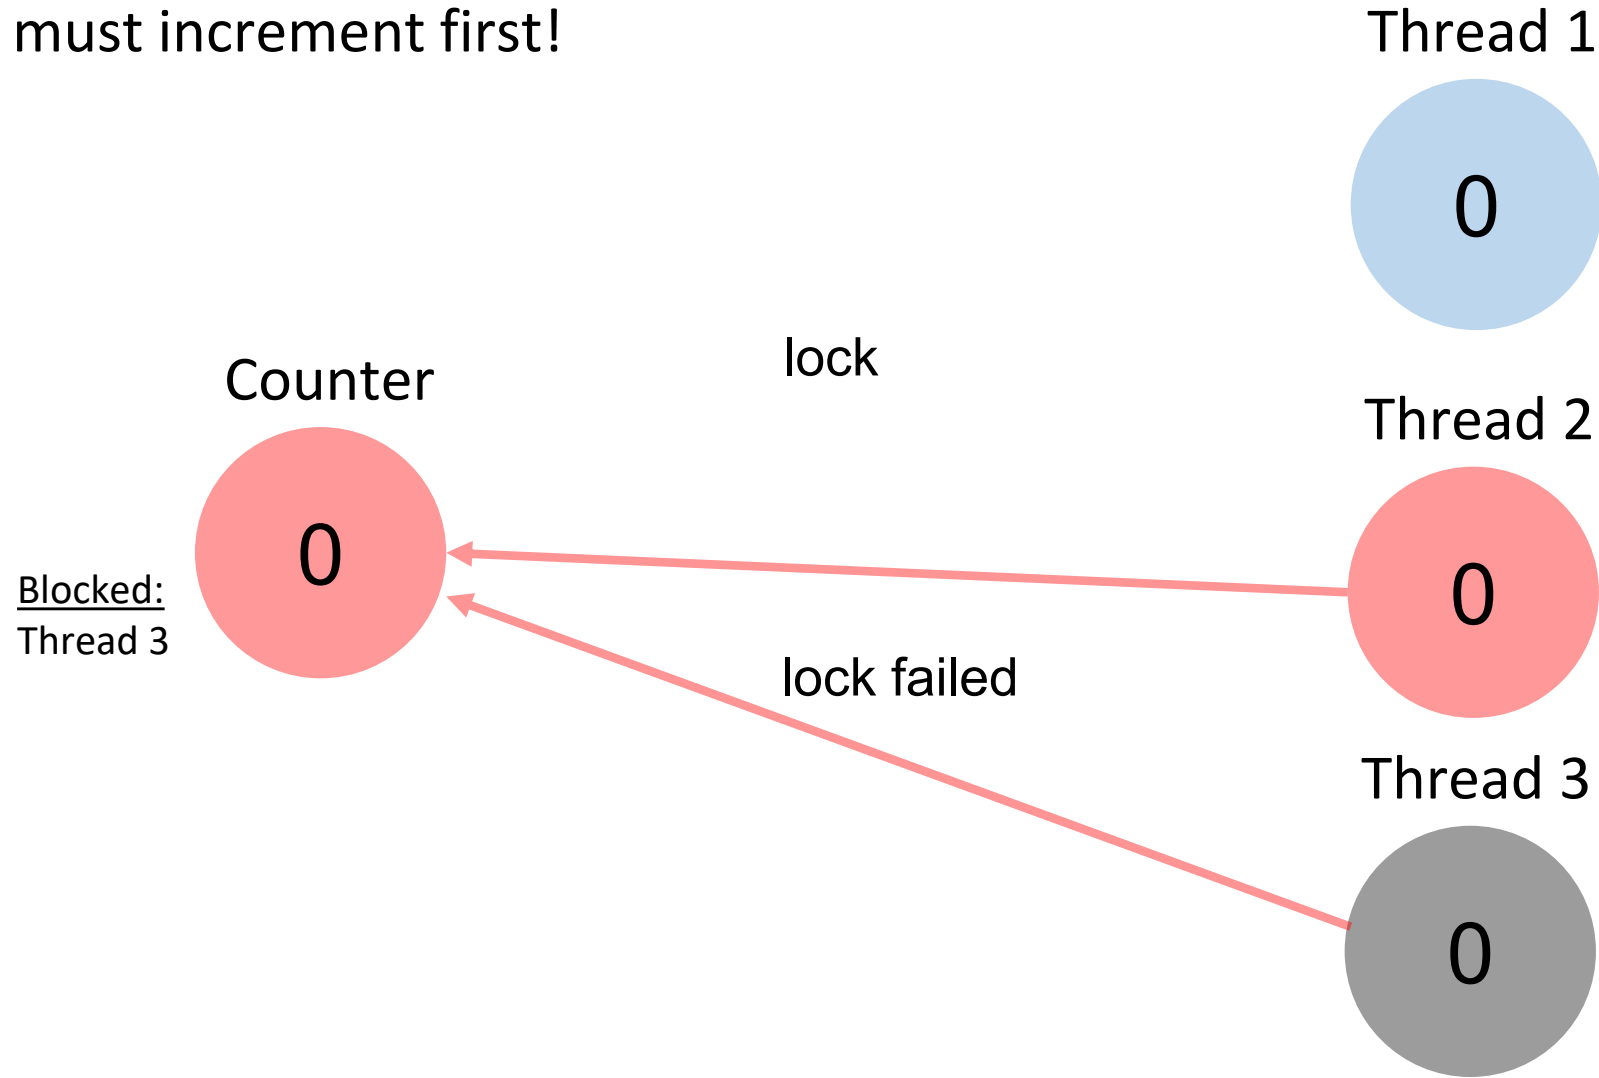 must increment first!
Thread 1
0
lock
Counter
Thread 2
0
0
Blocked:
Thread 3
lock failed
Thread 3
0